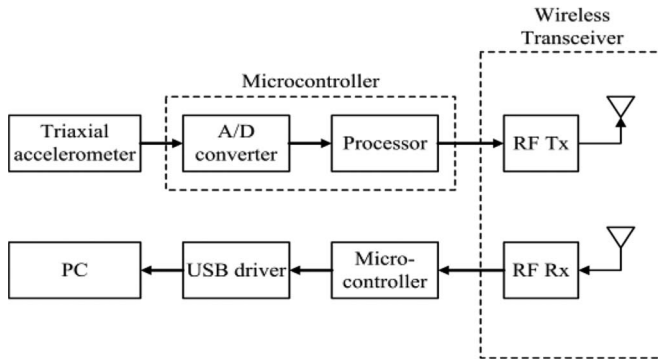 Wireless
Transceiver
Microcontroller
Triaxial
accelerometer
A/D
converter
Processor
RF Tx
PC
USB driver
Micro-
controller
RF Rx